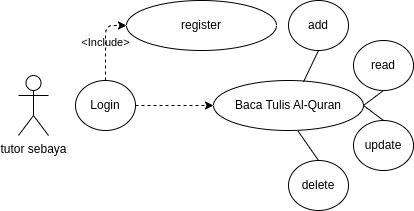 register
add
<Include>
read
Login
Baca Tulis Al-Quran
tutor sebaya
update
delete